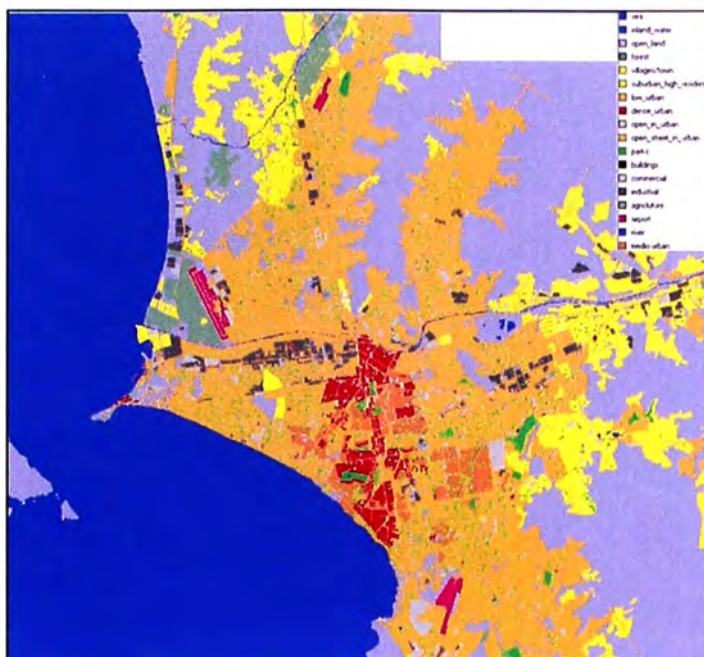 sea
inland_water
open_land
forest
villages/town
suburban_high_resident
low_urban
dense_urban
open_in_urban
open_street_in_urban
parks
buildings
commercial
industrial
agriculture
airport
river
medio-urban